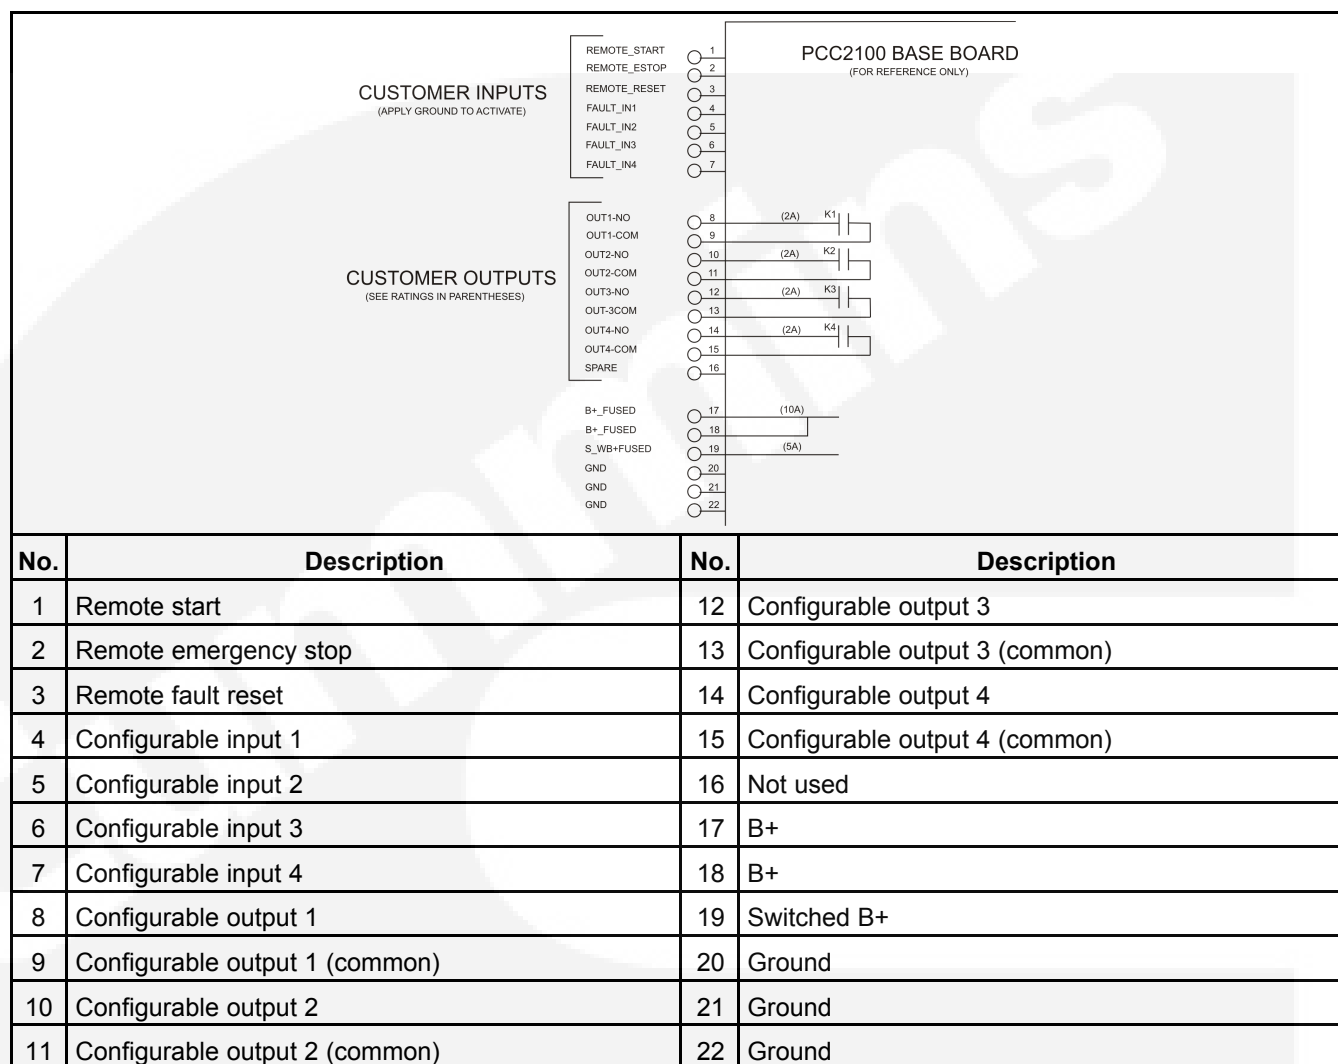 PCC2100 BASE BOARD
(FOR REFERENCE ONLY)
CUSTOMER INPUTS
(APPLY GROUND TO ACTIVATE)
REMOTE_START 1
REMOTE_ESTOP 2
REMOTE_RESET 3
FAULT_IN1 4
FAULT_IN2 5
FAULT_IN3 6
FAULT_IN4 7
CUSTOMER OUTPUTS
(SEE RATINGS IN PARENTHESES)
OUT1-NO 8 (2A) K1
OUT1-COM 9
OUT2-NO 10 (2A) K2
OUT2-COM 11
OUT3-NO 12 (2A) K3
OUT-3COM 13
OUT4-NO 14 (2A) K4
OUT4-COM 15
SPARE 16
B+_FUSED 17 (10A)
B+_FUSED 18
S_WB+FUSED 19 (5A)
GND 20
GND 21
GND 22
No. Description No. Description
1 Remote start 12 Configurable output 3
2 Remote emergency stop 13 Configurable output 3 (common)
3 Remote fault reset 14 Configurable output 4
4 Configurable input 1 15 Configurable output 4 (common)
5 Configurable input 2 16 Not used
6 Configurable input 3 17 B+
7 Configurable input 4 18 B+
8 Configurable output 1 19 Switched B+
9 Configurable output 1 (common) 20 Ground
10 Configurable output 2 21 Ground
11 Configurable output 2 (common) 22 Ground
cummins